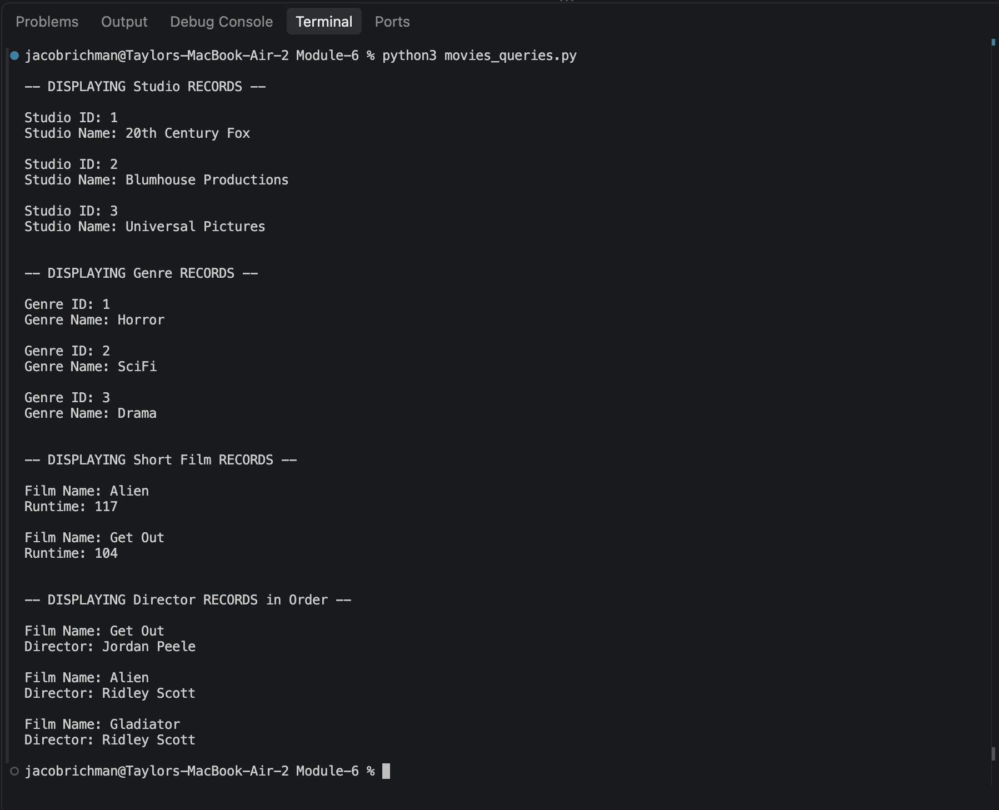 Problems Output Debug Console Terminal Ports
jacobrichman@Taylors-MacBook-Air-2 Module-6 % python3 movies_queries.py
-- DISPLAYING Studio RECORDS --
Studio ID: 1
Studio Name: 20th Century Fox
Studio ID: 2
Studio Name: Blumhouse Productions
Studio ID: 3
Studio Name: Universal Pictures
-- DISPLAYING Genre RECORDS --
Genre ID: 1
Genre Name: Horror
Genre ID: 2
Genre Name: SciFi
Genre ID: 3
Genre Name: Drama
-- DISPLAYING Short Film RECORDS --
Film Name: Alien
Runtime: 117
Film Name: Get Out
Runtime: 104
-- DISPLAYING Director RECORDS in Order --
Film Name: Get Out
Director: Jordan Peele
Film Name: Alien
Director: Ridley Scott
Film Name: Gladiator
Director: Ridley Scott
jacobrichman@Taylors-MacBook-Air-2 Module-6 %